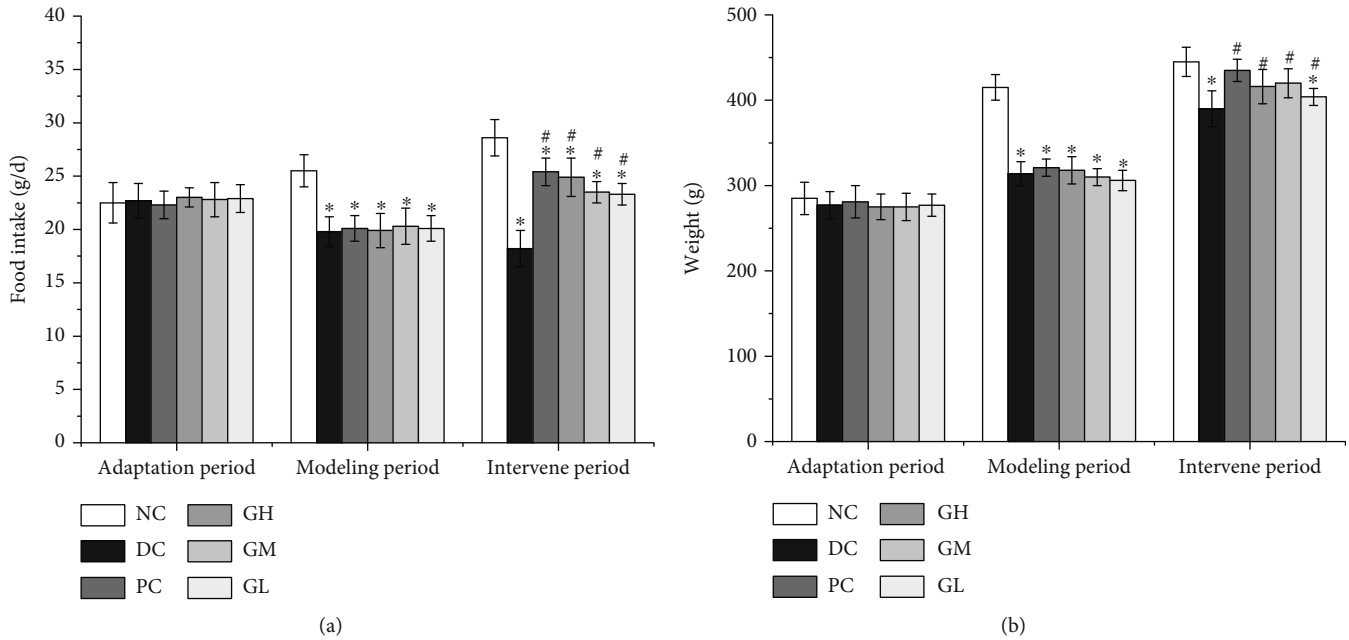 40
35
30
25
20
15
10
5
0
Food intake (g/d)
* * * * *
* # * # * # * # *
Adaptation period Modeling period Intervene period
NC GH
DC GM
PC GL
(a)
500
400
300
200
100
0
Weight (g)
* * * * *
* # # # # *
Adaptation period Modeling period Intervene period
NC GH
DC GM
PC GL
(b)